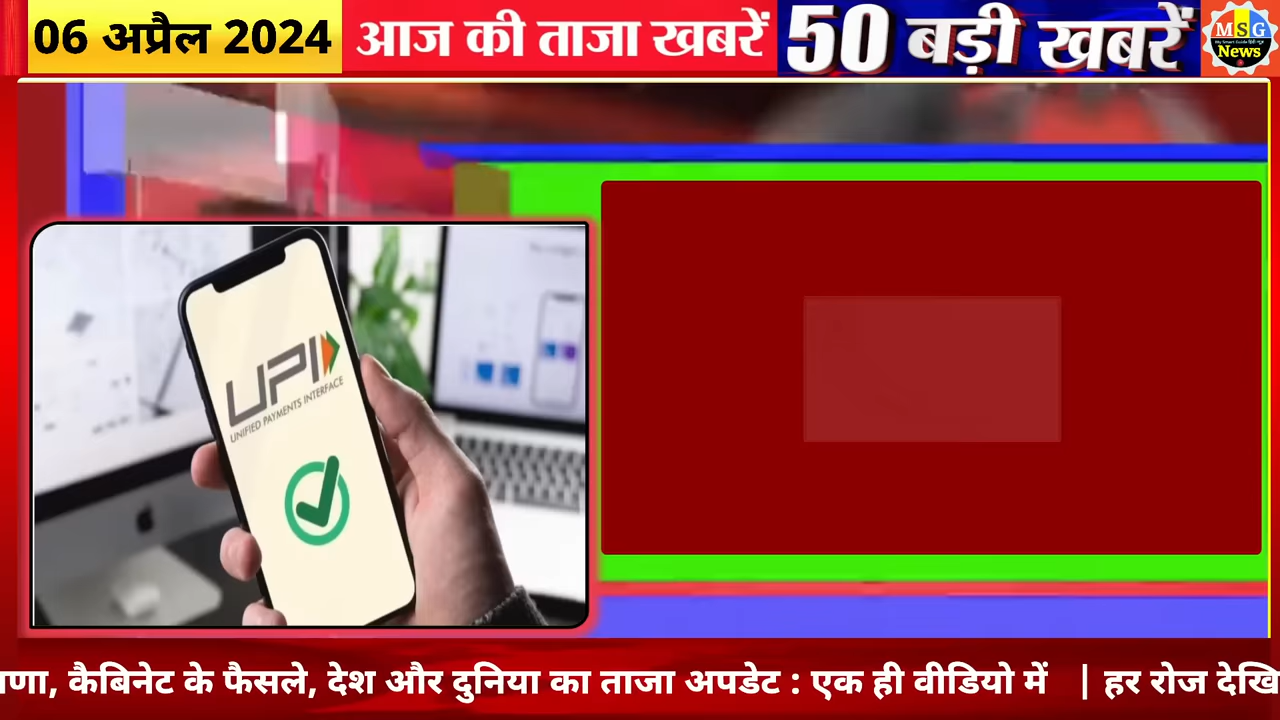 06 अप्रैल 2024
आज की ताजा खबरें
50 बड़ी खबरें
MSG
News
UPI
UNIFIED PAYMENTS INTERFACE
कैबिनेट के फैसले, देश और दुनिया का ताजा अपडेट : एक ही वीडियो में | हर रोज